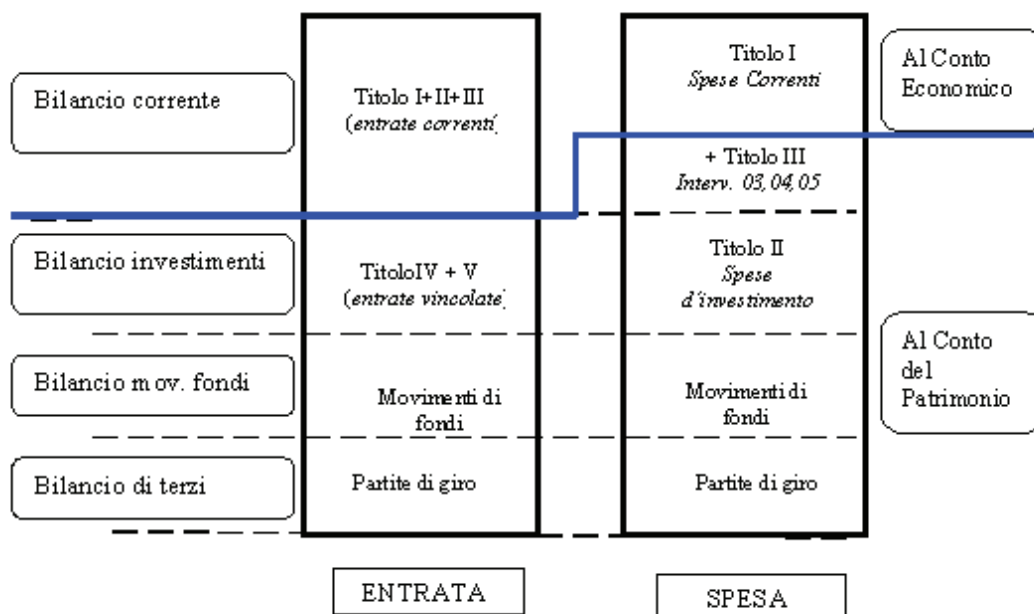 Bilancio corrente
Titolo I+II+III
(entrate correnti)
Titolo I
Spese Correnti
+ Titolo III
Interv. 03,04,05
Al Conto
Economico
Bilancio investimenti
TitoloIV + V
(entrate vincolate)
Titolo II
Spese
d'investimento
Bilancio mov. fondi
Movimenti di
fondi
Movimenti di
fondi
Al Conto
del
Patrimonio
Bilancio di terzi
Partite di giro
Partite di giro
ENTRATA
SPESA